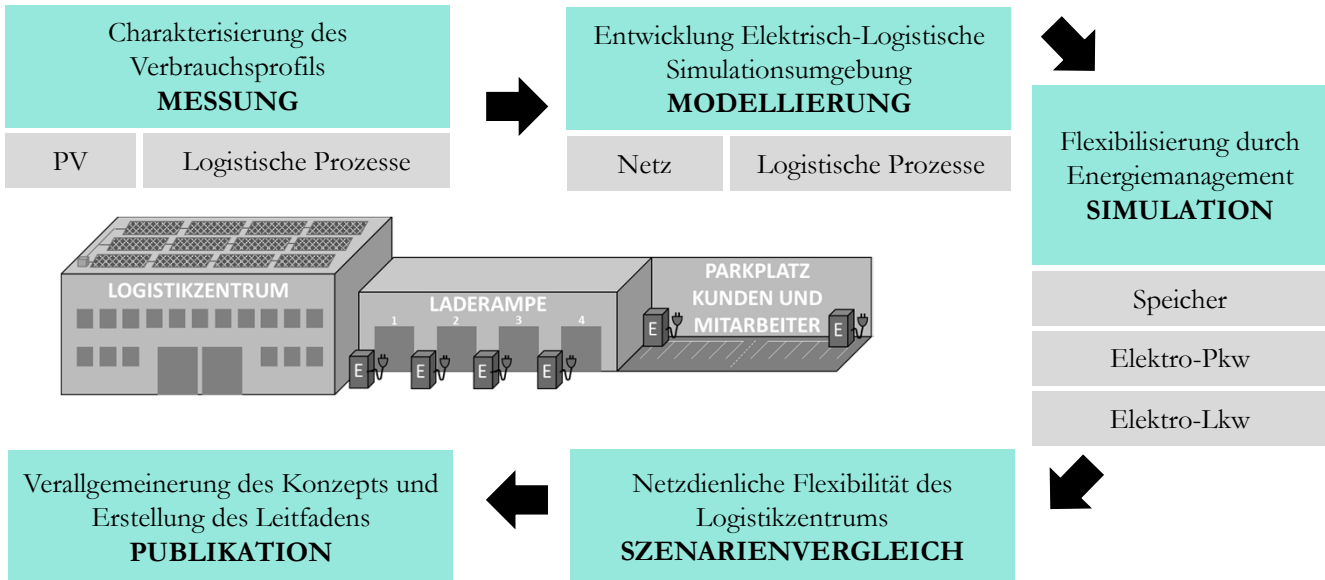 Charakterisierung des
Verbrauchsprofils
MESSUNG
PV
Logistische Prozesse
Entwicklung Elektrisch-Logistische
Simulationsumgebung
MODELLIERUNG
Netz
Logistische Prozesse
Flexibilisierung durch
Energiemanagement
SIMULATION
Speicher
Elektro-Pkw
Elektro-Lkw
LOGISTIKZENTRUM
LADERAMPE
1 2 3 4
E E E E
PARKPLATZ
KUNDEN UND
MITARBEITER
E E
Netzdienliche Flexibilität des
Logistikzentrums
SZENARIENVERGLEICH
Verallgemeinerung des Konzepts und
Erstellung des Leitfadens
PUBLIKATION